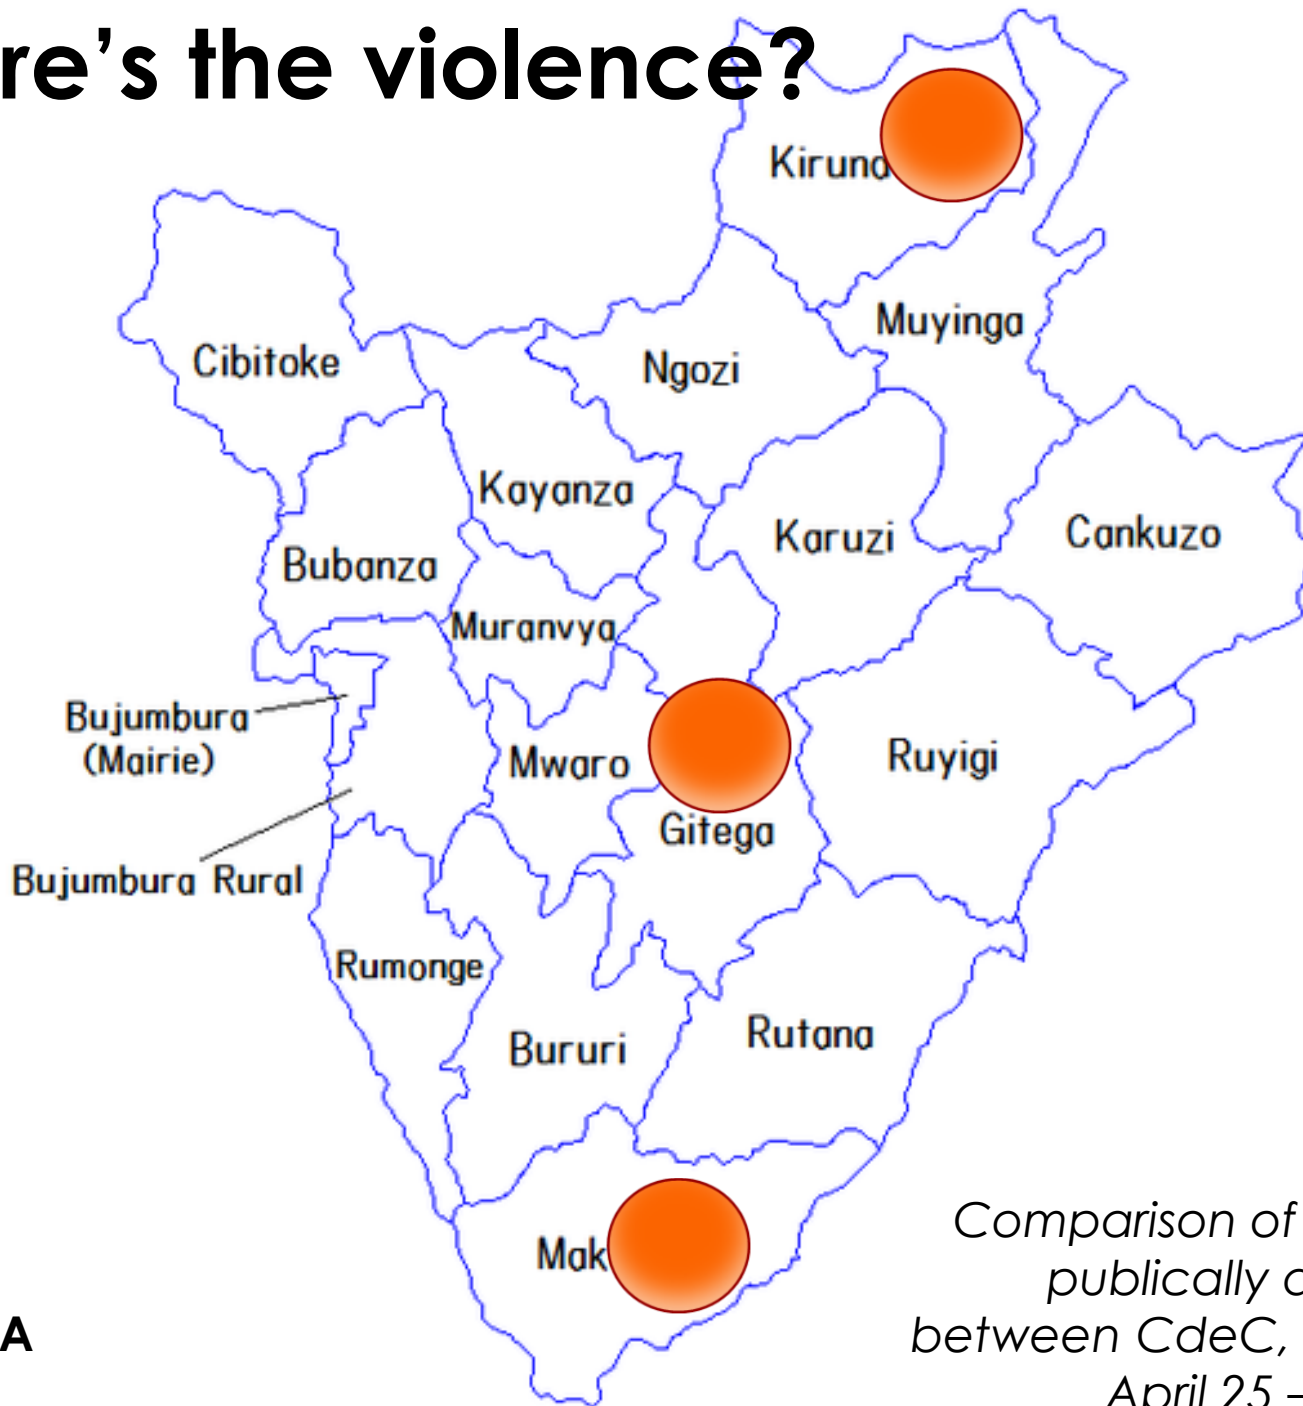 re's the violence?
Kirund
Muyinga
Cibitoke
Ngozi
Kayanza
Karuzi
Cankuzo
Bubanza
Muranvya
Bujumbura
(Mairie)
Mwaro
Ruyigi
Gitega
Bujumbura Rural
Rumonge
Bururi
Rutana
Mak
Comparison of
publically
between CdeC,
April 25 –
A